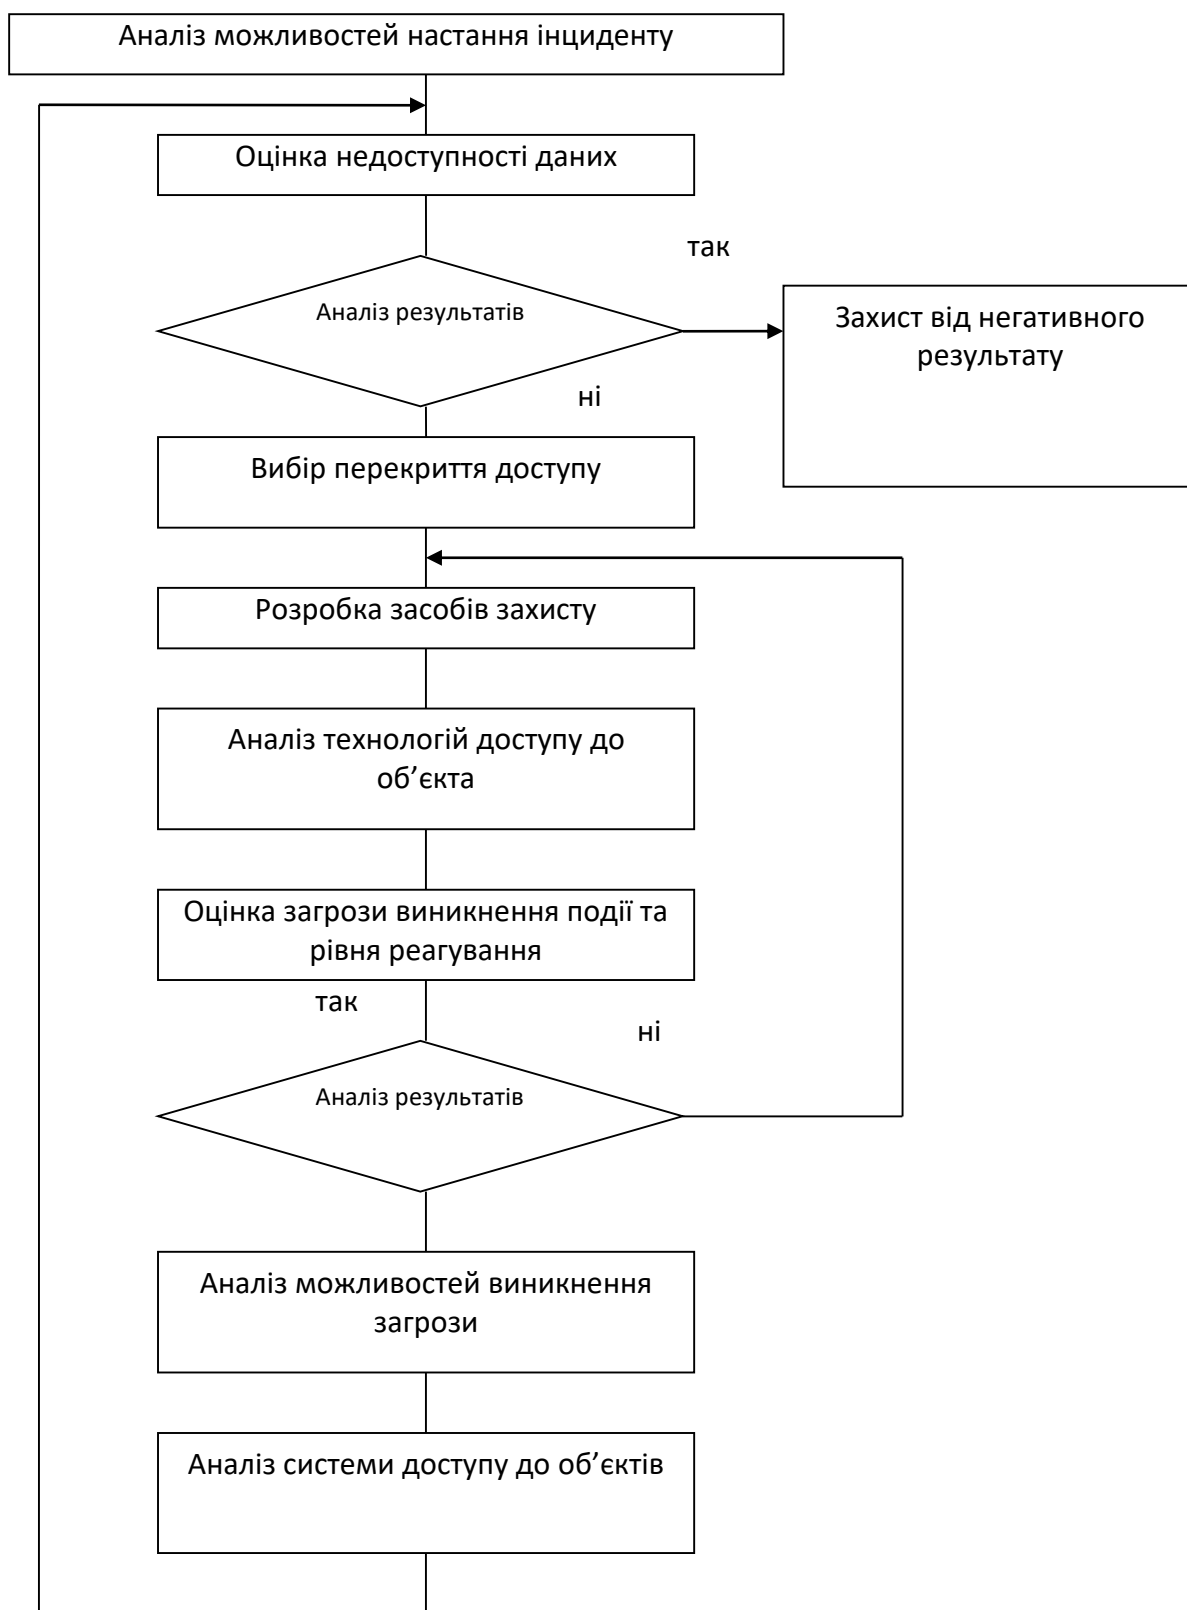 Аналіз можливостей настання інциденту
Оцінка недоступності даних
так
Аналіз результатів
Захист від негативного
результату
ні
Вибір перекриття доступу
Розробка засобів захисту
Аналіз технологій доступу до
об’єкта
Оцінка загрози виникнення події та
рівня реагування
так
ні
Аналіз результатів
Аналіз можливостей виникнення
загрози
Аналіз системи доступу до об’єктів